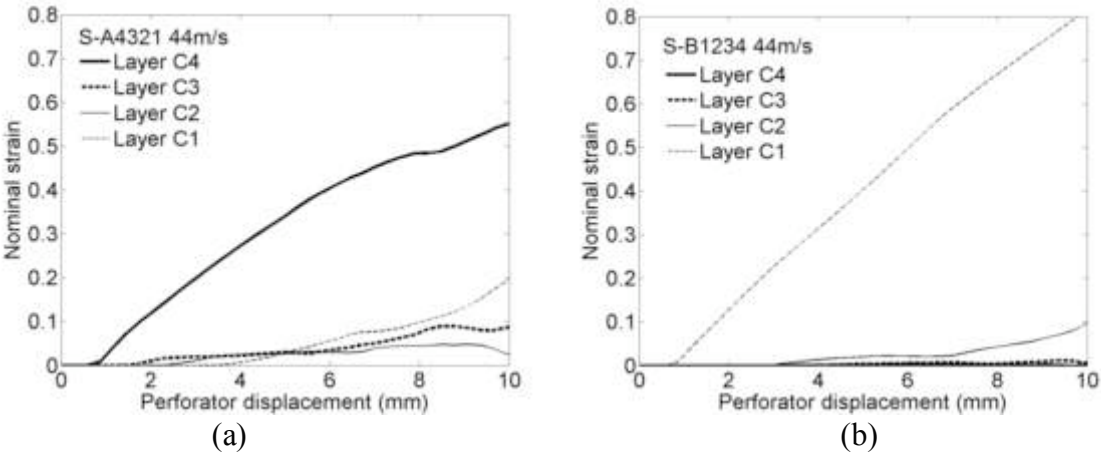 0.8
0.7
0.6
0.5
0.4
0.3
0.2
0.1
0
Nominal strain
S-A4321 44m/s
Layer C4
Layer C3
Layer C2
Layer C1
0 2 4 6 8 10
Perforator displacement (mm)
(a)
0.8
0.7
0.6
0.5
0.4
0.3
0.2
0.1
0
Nominal strain
S-B1234 44m/s
Layer C4
Layer C3
Layer C2
Layer C1
0 2 4 6 8 10
Perforator displacement (mm)
(b)